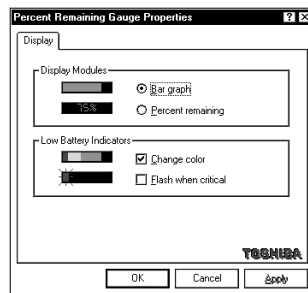 Percent Remaining Gauge Properties
Display
Display Modules
Bar graph
75%
Percent remaining
Low Battery Indicators
Change color
Flash when critical
TOSHIBA
OK Cancel Apply